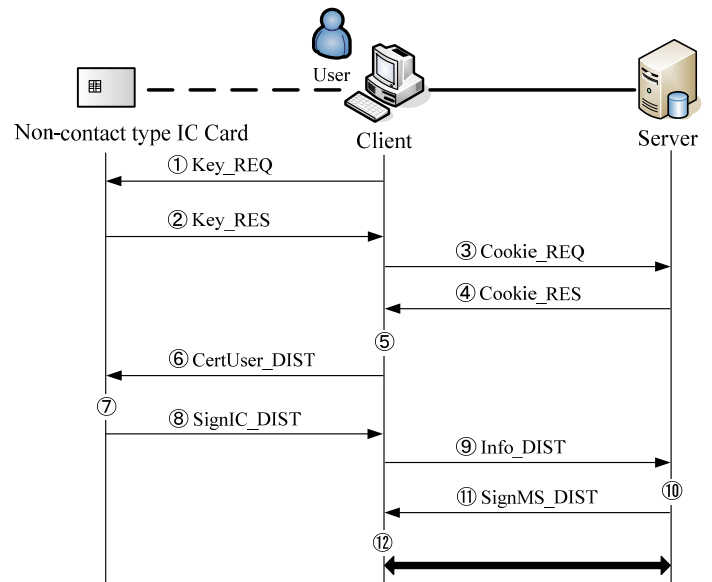 User
Non-contact type IC Card
Client
Server
① Key_REQ
② Key_RES
③ Cookie_REQ
④ Cookie_RES
⑤
⑥ CertUser_DIST
⑦
⑧ SignIC_DIST
⑨ Info_DIST
⑩
⑪ SignMS_DIST
⑫